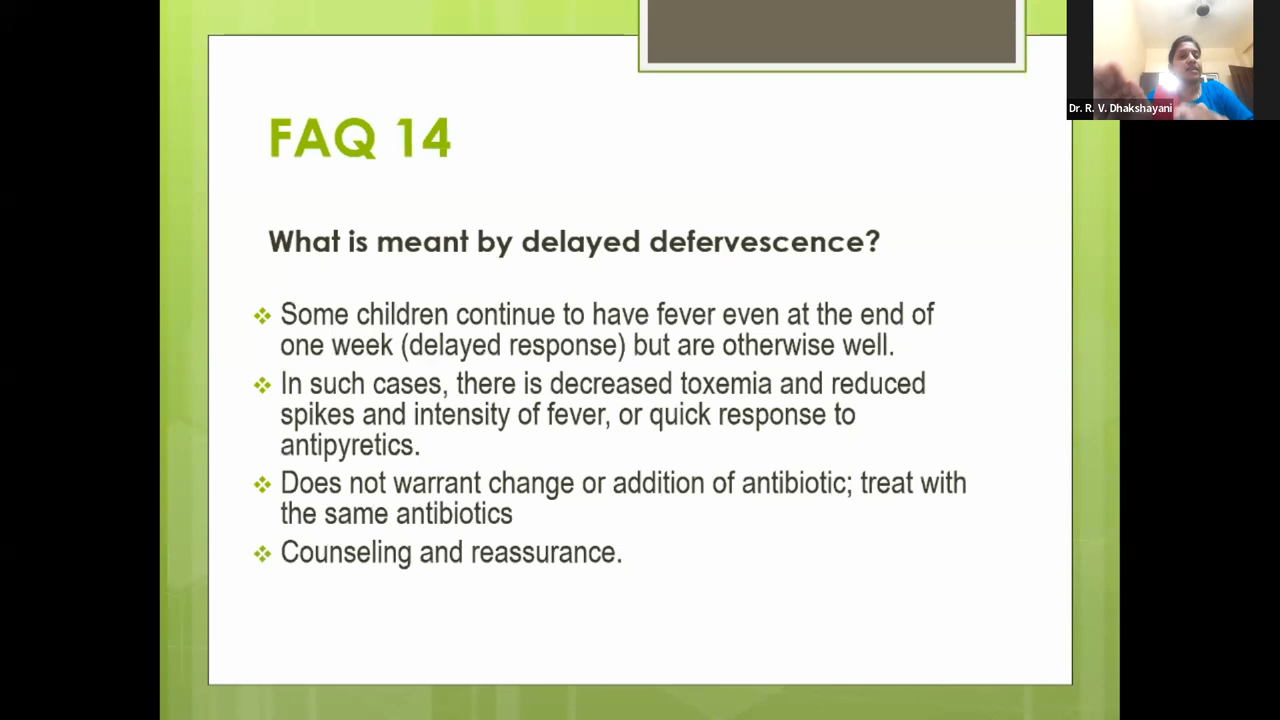 Dr. R. V. Dhakshayani
FAQ 14
What is meant by delayed defervescence?
Some children continue to have fever even at the end of
one week (delayed response) but are otherwise well.
In such cases, there is decreased toxemia and reduced
spikes and intensity of fever, or quick response to
antipyretics.
Does not warrant change or addition of antibiotic; treat with
the same antibiotics
Counseling and reassurance.